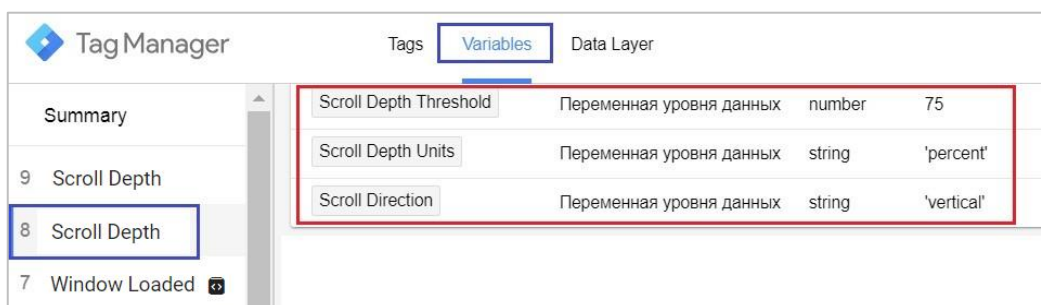 Tag Manager
Tags Variables Data Layer
Summary
9 Scroll Depth
8 Scroll Depth
7 Window Loaded
Scroll Depth Threshold Переменная уровня данных number 75
Scroll Depth Units Переменная уровня данных string 'percent'
Scroll Direction Переменная уровня данных string 'vertical'